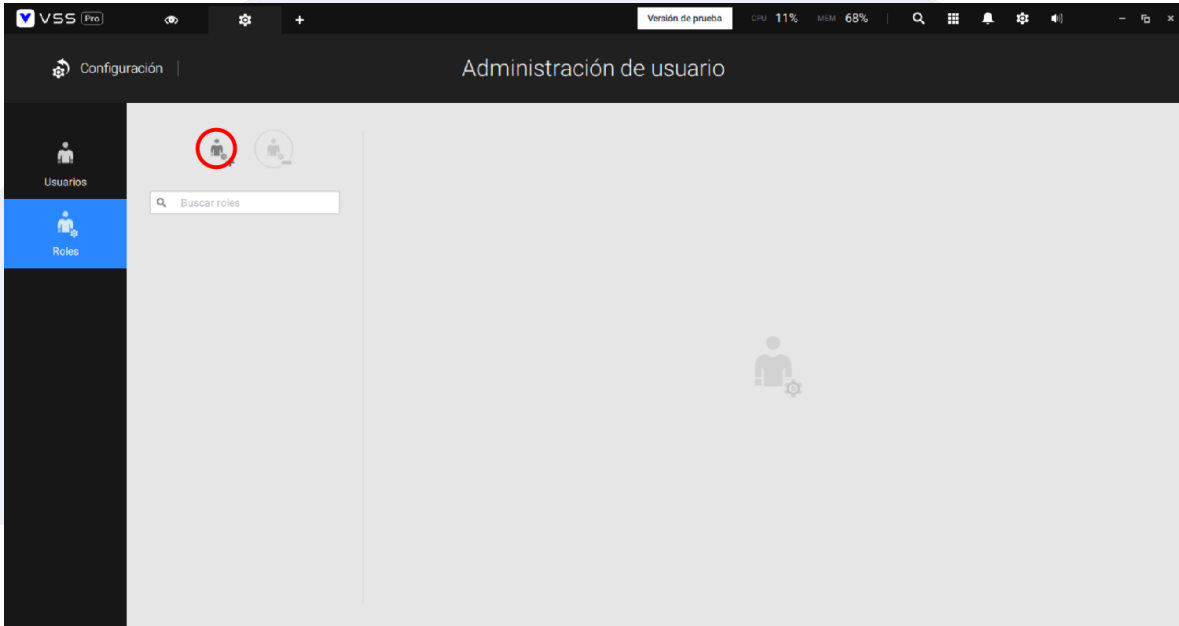 VSS Pro
Versión de prueba
CPU 11% MEM 68%
Configuración
Administración de usuario
Usuarios
Buscar roles
Roles